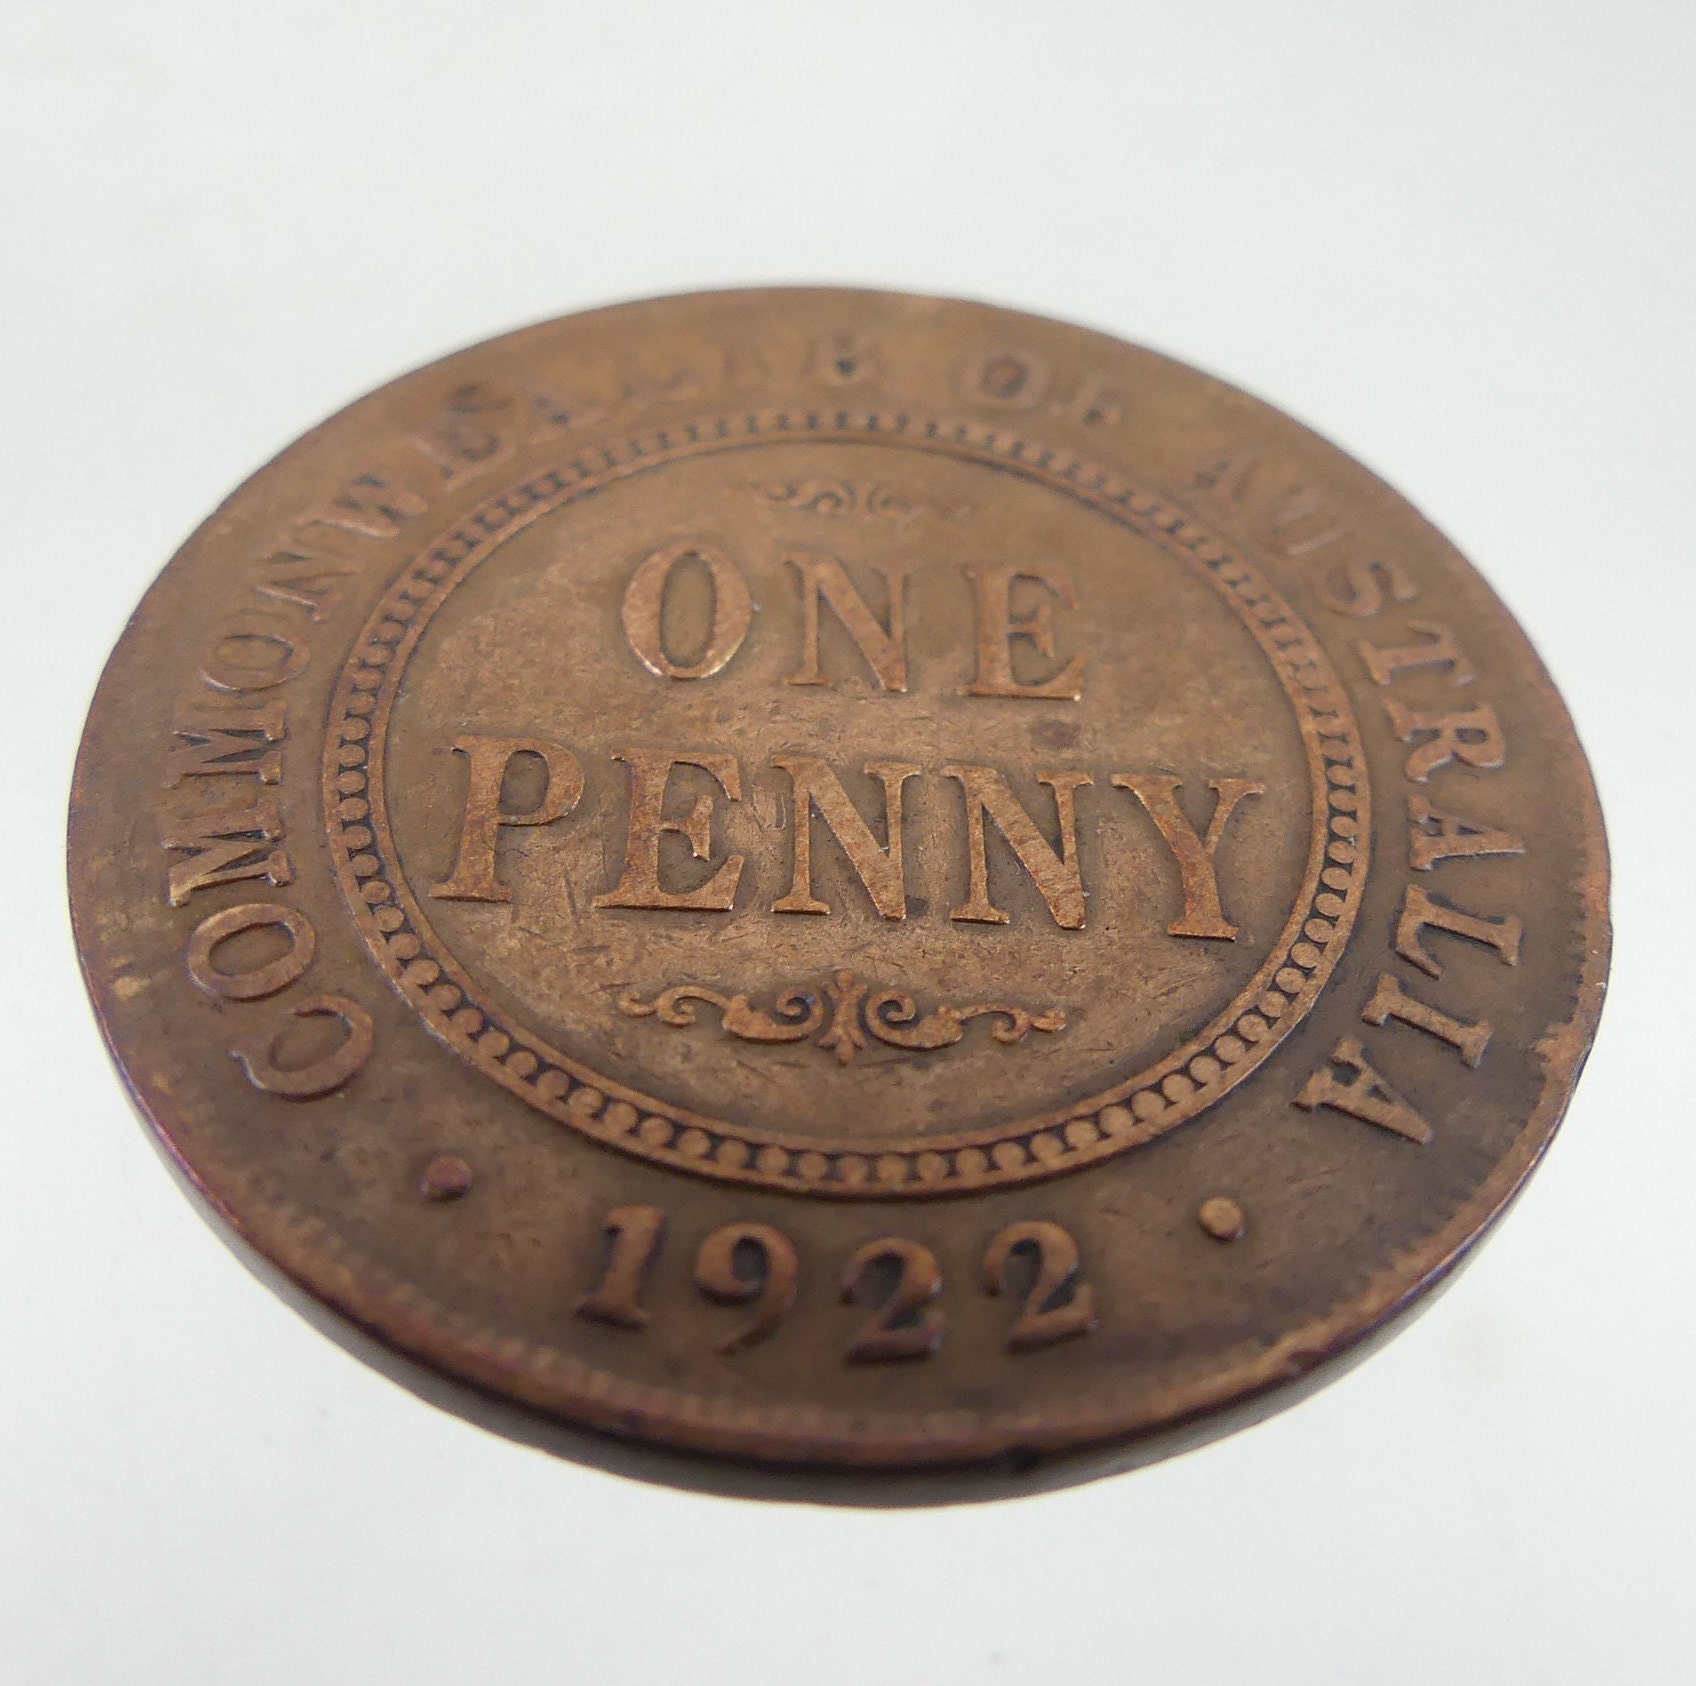 COMMONWEALTH OF AUSTRALIA
ONE
PENNY
1922